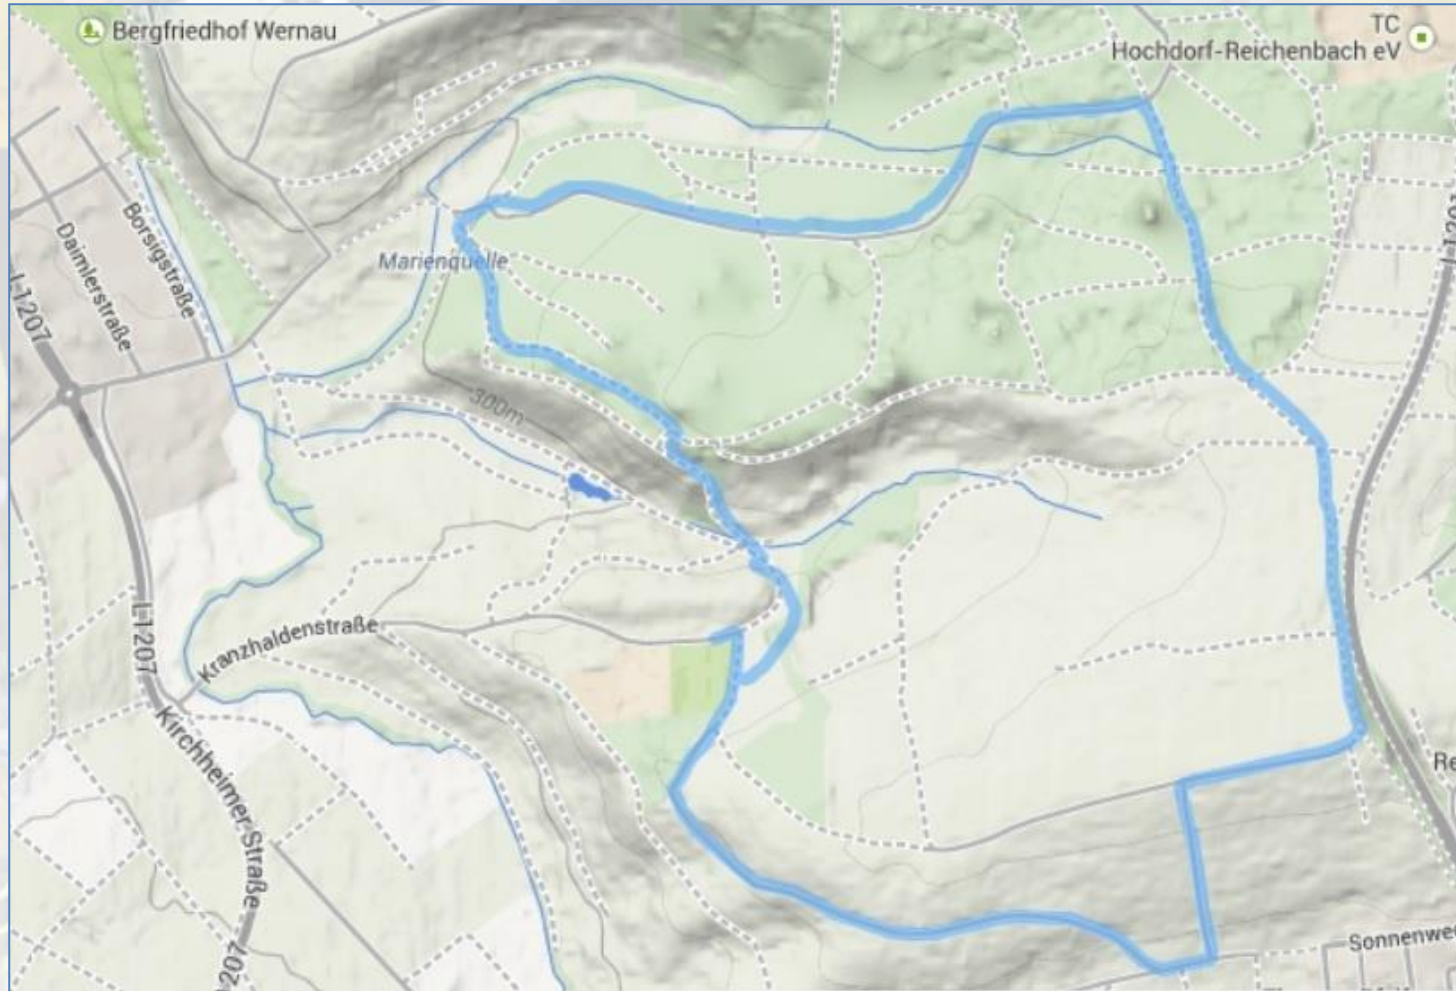 Bergfriedhof Wernau
TC
Hochdorf-Reichenbach eV
Borsigstraße
Daimlerstraße
L1207
Marienquelle
300m
L1207
Kranzhaldenstraße
Kirchheimer Straße
Sonnenwe